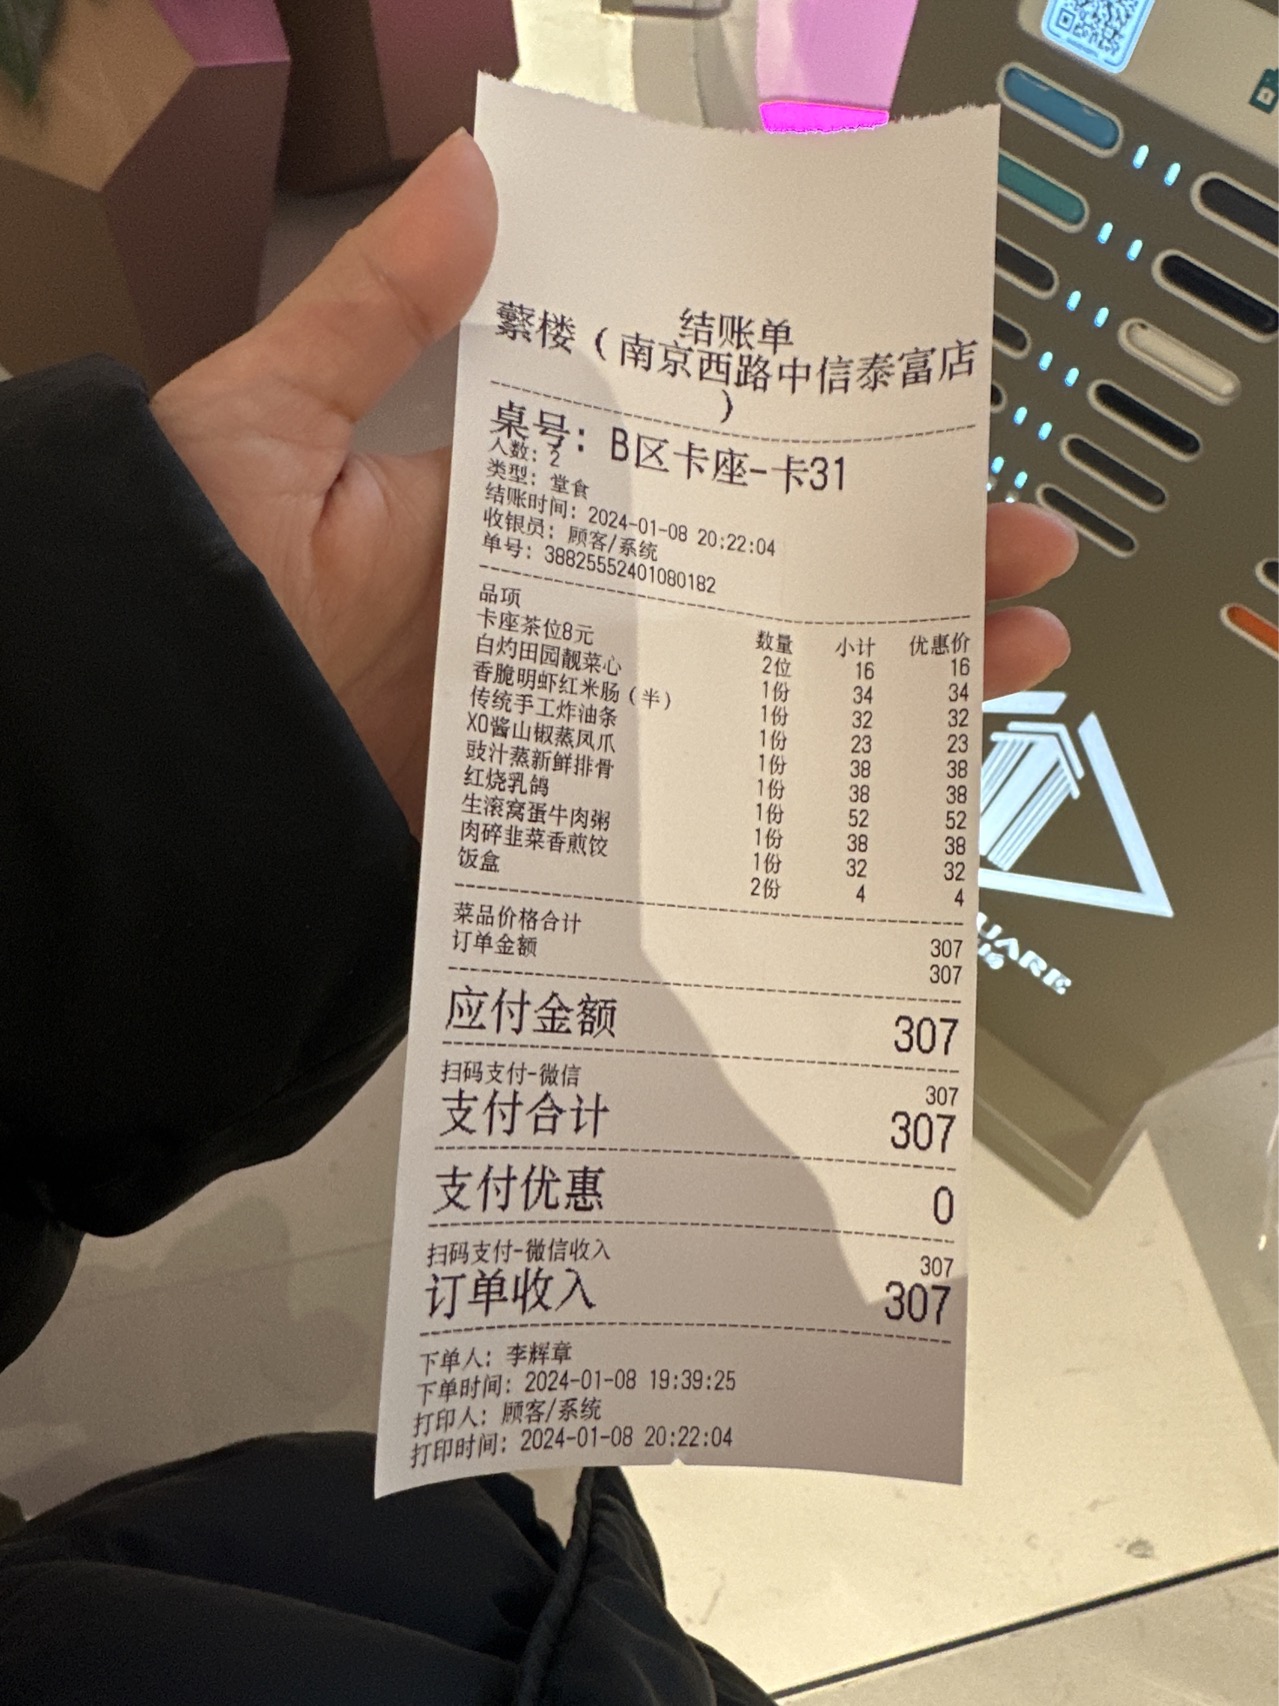 结账单
蘩楼（南京西路中信泰富店
）
桌号：B区卡座-卡31
人数：2
类型：堂食
结账时间：2024-01-08 20:22:04
收银员：顾客/系统
单号：38825552401080182
品项 数量 小计 优惠价
卡座茶位8元 2位 16 16
白灼田园靓菜心 1份 34 34
香脆明虾红米肠（半） 1份 32 32
传统手工炸油条 1份 23 23
XO酱山椒蒸凤爪 1份 38 38
豉汁蒸新鲜排骨 1份 38 38
红烧乳鸽 1份 52 52
生滚窝蛋牛肉粥 1份 38 38
肉碎韭菜香煎饺 1份 32 32
饭盒 2份 4 4
菜品价格合计 307
订单金额 307
应付金额 307
扫码支付-微信 307
支付合计 307
支付优惠 0
扫码支付-微信收入 307
订单收入 307
下单人：李辉章
下单时间：2024-01-08 19:39:25
打印人：顾客/系统
打印时间：2024-01-08 20:22:04